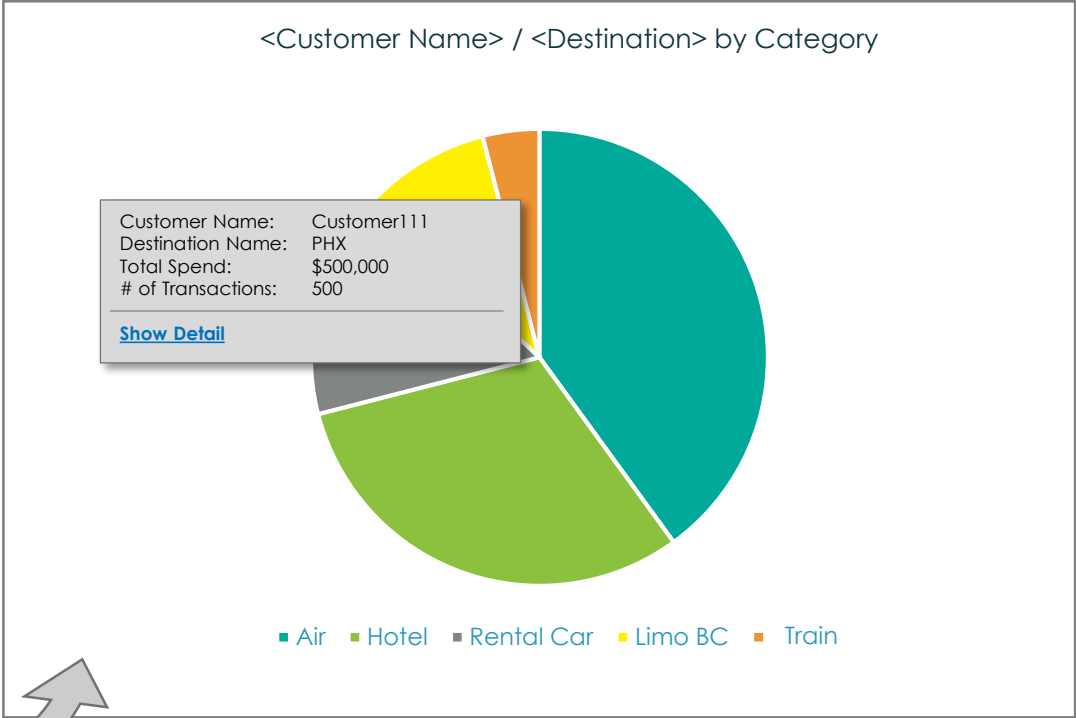 <Customer Name> / <Destination> by Category
Customer Name: Customer111
Destination Name: PHX
Total Spend: $500,000
# of Transactions: 500
Show Detail
Air Hotel Rental Car Limo BC Train